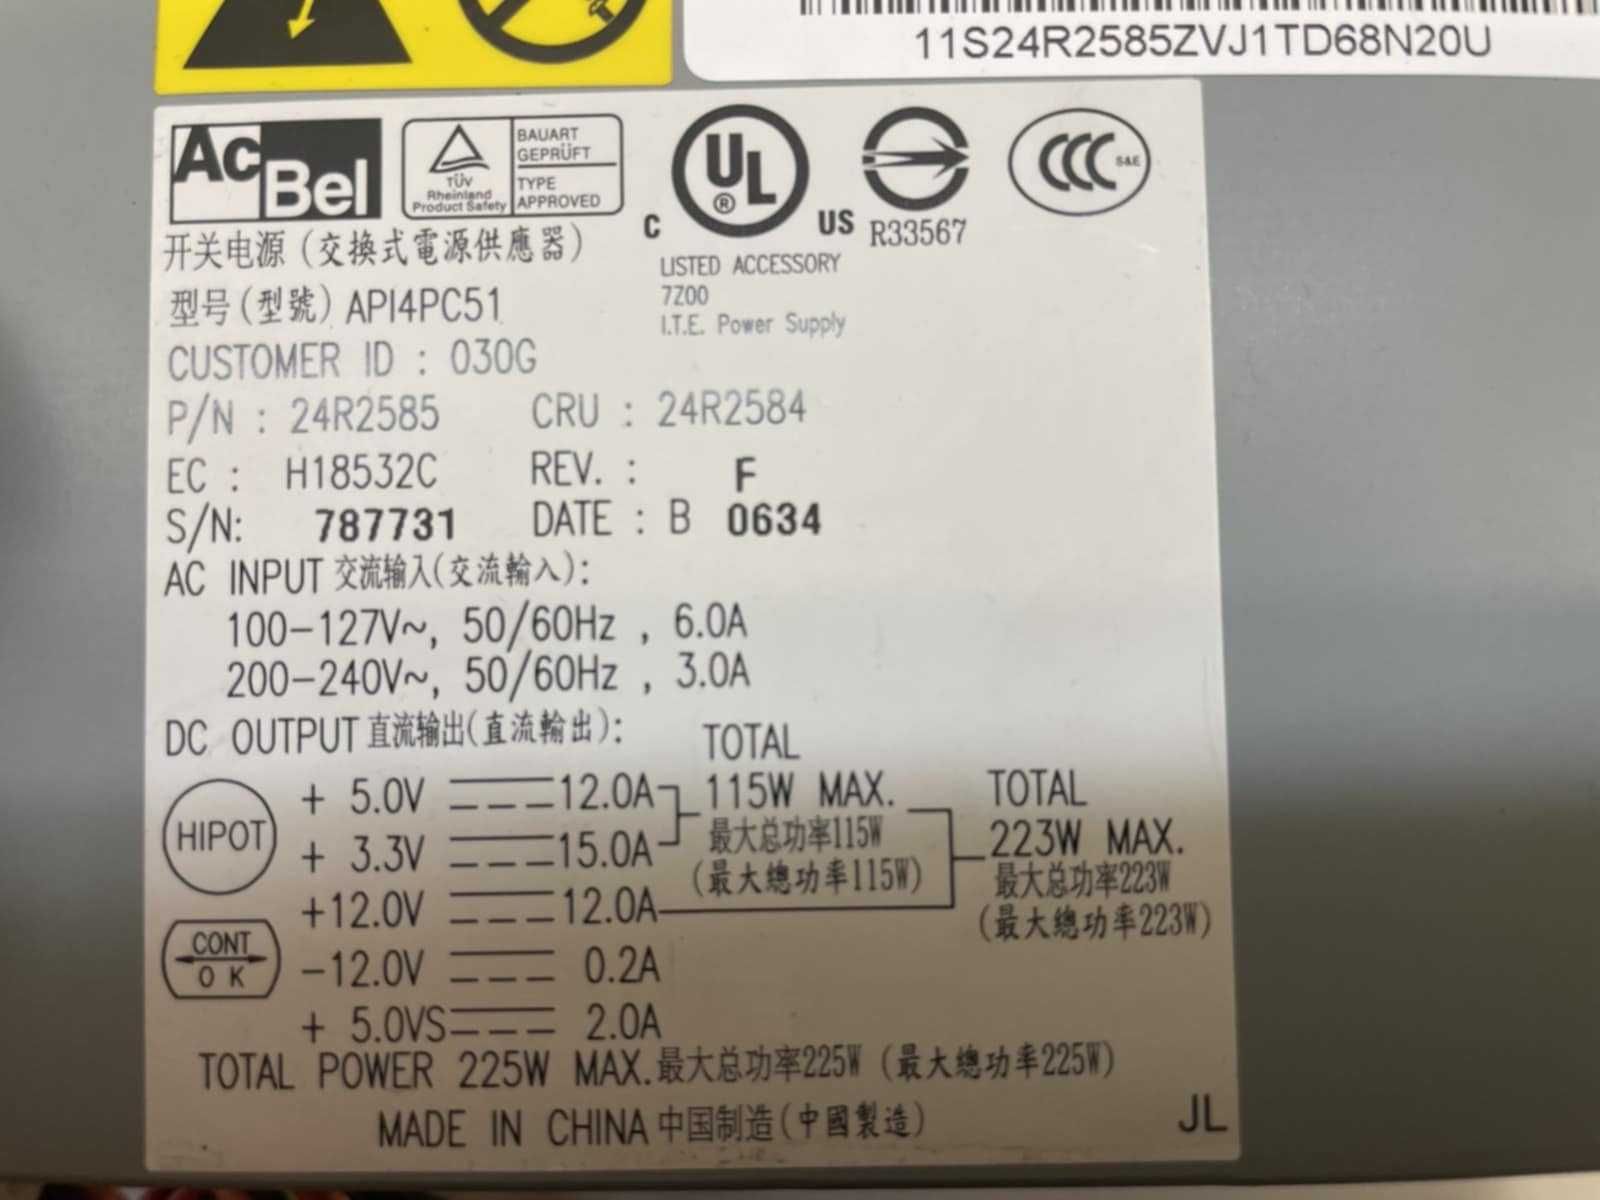 11S24R2585ZVJ1TD68N20U
AcBel
TÜV
Rheinland
Product Safety
BAUART
GEPRÜFT
TYPE
APPROVED
C UL ® US
LISTED ACCESSORY
7Z00
I.T.E. Power Supply
R33567
CCC S&E
开关电源 (交換式電源供應器)
型号(型號) API4PC51
CUSTOMER ID : 030G
P/N : 24R2585 CRU : 24R2584
EC : H18532C REV. : F
S/N: 787731 DATE : B 0634
AC INPUT 交流输入(交流輸入):
100-127V~, 50/60Hz , 6.0A
200-240V~, 50/60Hz , 3.0A
DC OUTPUT 直流输出(直流輸出):
HIPOT
CONT
OK
+ 5.0V 12.0A
+ 3.3V 15.0A
+12.0V 12.0A
-12.0V 0.2A
+ 5.0VS 2.0A
TOTAL
115W MAX.
最大总功率115W
(最大總功率115W)
TOTAL
223W MAX.
最大总功率223W
(最大總功率223W)
TOTAL POWER 225W MAX.最大总功率225W (最大總功率225W)
MADE IN CHINA 中国制造(中國製造)
JL